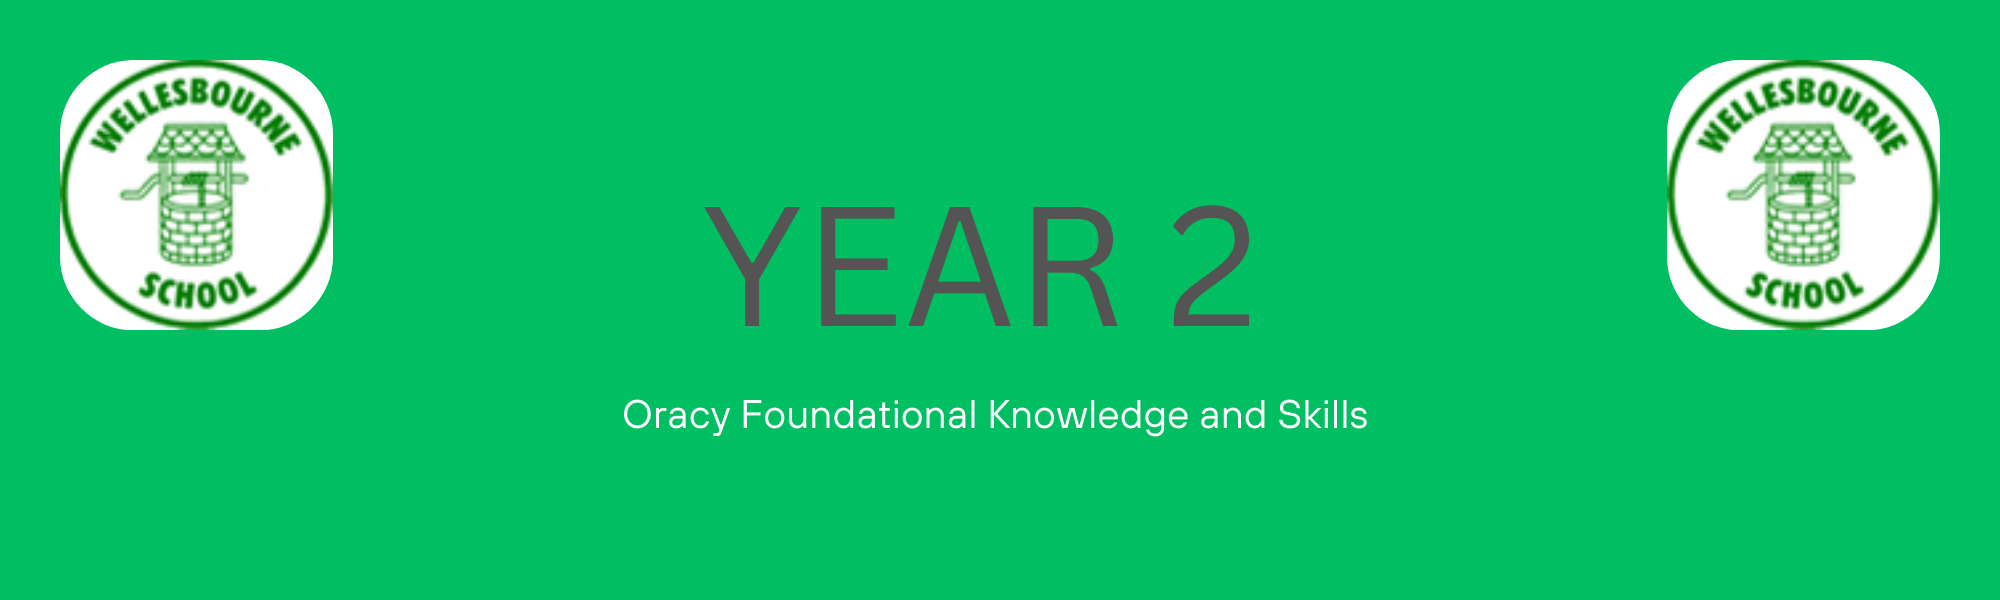 WELLESBOURNE
SCHOOL
WELLESBOURNE
SCHOOL
YEAR 2
Oracy Foundational Knowledge and Skills